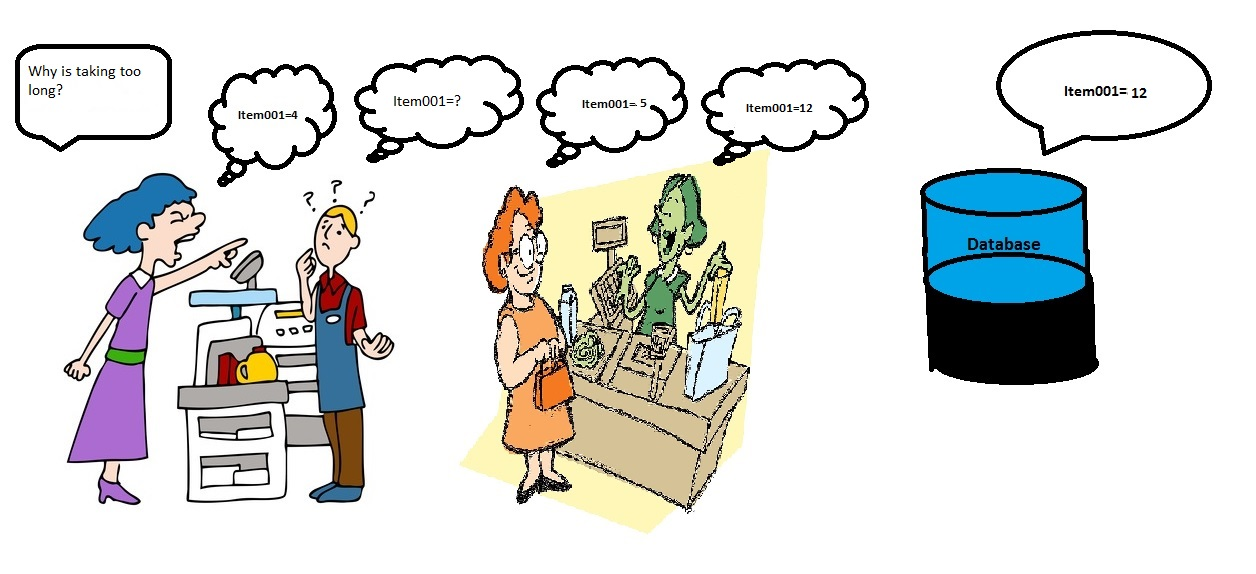 Why is taking too
long?
Item001=4
Item001=?
Item001= 5
Item001=12
Item001= 12
? ? ?
Database